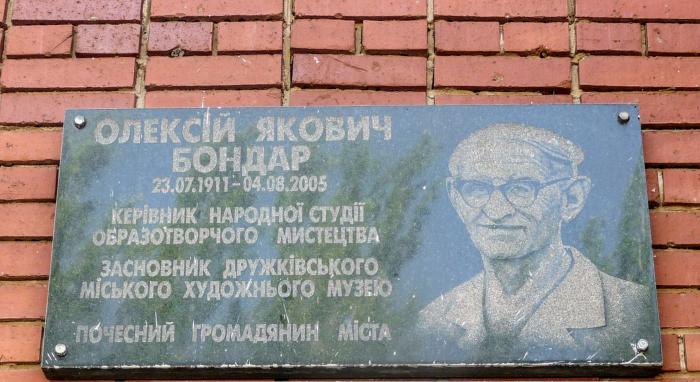 ОЛЕКСІЙ ЯКОВИЧ
БОНДАР
23.07.1911-04.08.2005
КЕРІВНИК НАРОДНОЇ СТУДІЇ
ОБРАЗОТВОРЧОГО МИСТЕЦТВА
ЗАСНОВНИК ДРУЖКІВСЬКОГО
МІСЬКОГО ХУДОЖНЬОГО МУЗЕЮ
ПОЧЕСНИЙ ГРОМАДЯНИН МІСТА